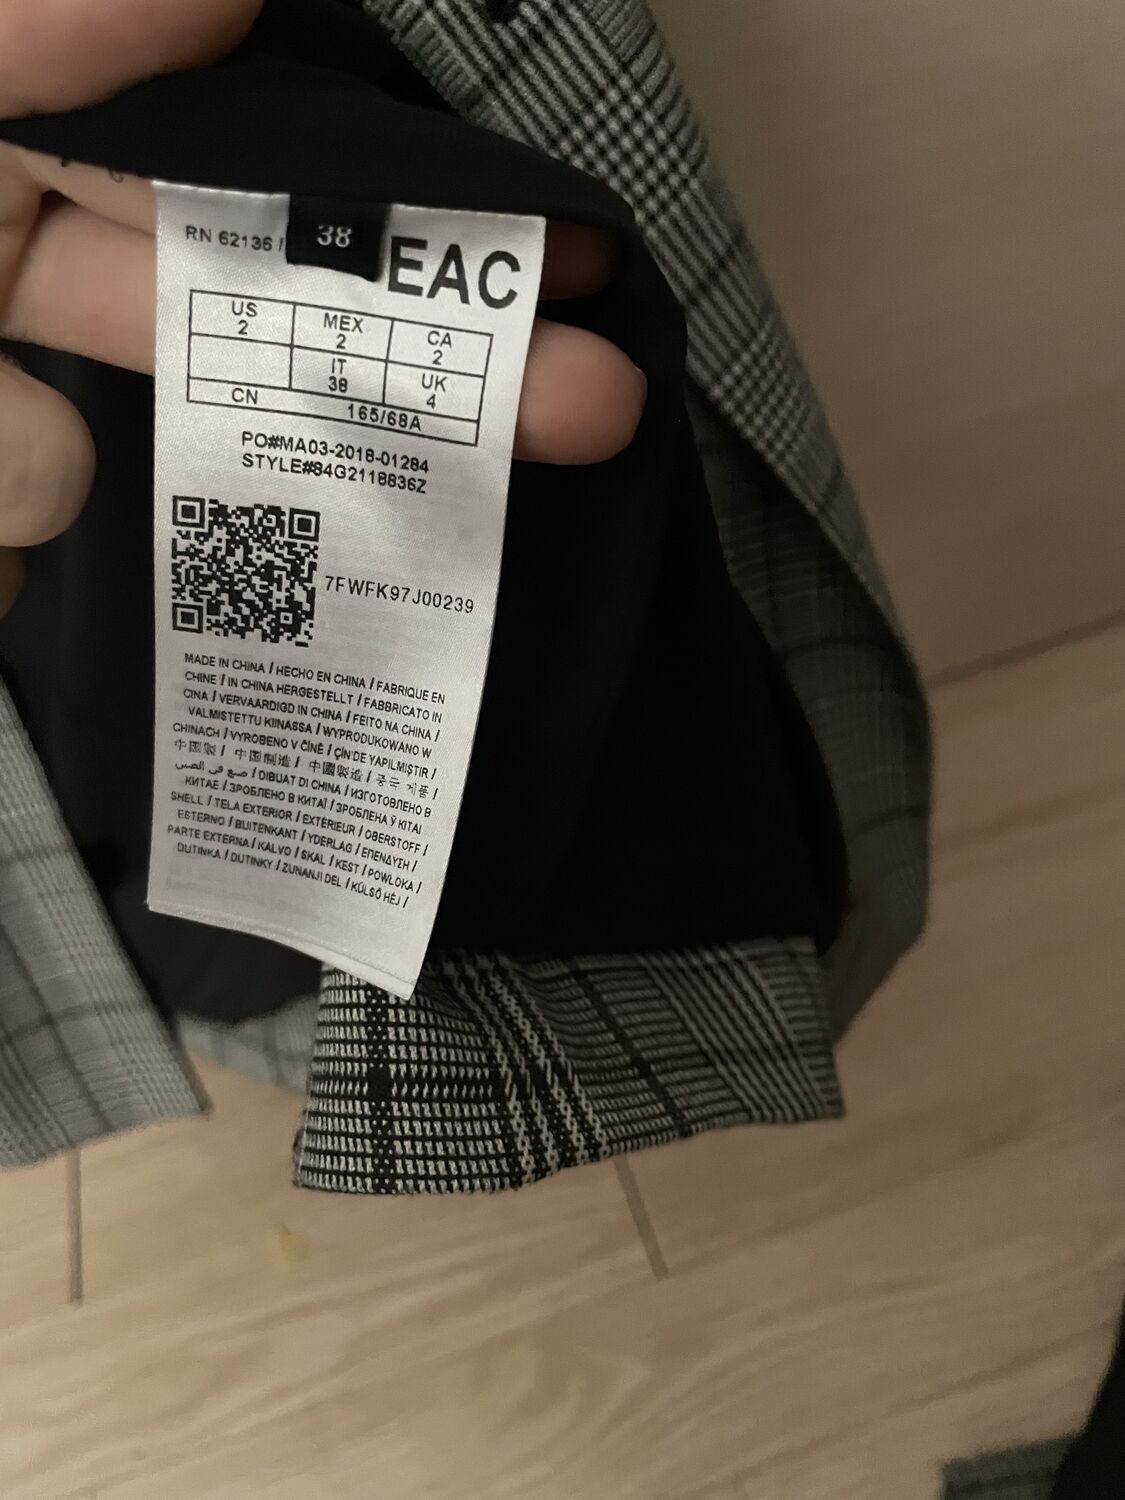 RN 62136 /
38
EAC
US
2
MEX
2
CA
2
IT
38
UK
4
CN 165/68A
PO#MA03-2018-01284
STYLE#84G2118836Z
7FWFK97J00239
MADE IN CHINA / HECHO EN CHINA / FABRIQUE EN
CHINE / IN CHINA HERGESTELLT / FABBRICATO IN
CINA / VERVAARDIGD IN CHINA / FEITO NA CHINA /
VALMISTETTU KIINASSA / WYPRODUKOWANO W
CHINACH / VYROBENO V ČÍNĚ / ÇİN'DE YAPILMIŞTIR /
中国製 / 中国制造 / 中國製造 / 중국 제품 /
صنع في الصين / DIBUAT DI CHINA / ИЗГОТОВЛЕНО В
КИТАЕ / ЗРОБЛЕНО В КИТАЇ / ЗРОБЛЕНА Ў КІТАІ
SHELL / TELA EXTERIOR / EXTÉRIEUR / OBERSTOFF /
ESTERNO / BUITENKANT / YDERLAG / ΕΠΕΝΔΥΣΗ /
PARTE EXTERNA / KALVO / SKAL / KEST / POWLOKA /
DUTINKA / DUTINKY / ZUNANJI DEL / KÜLSŐ HÉJ /